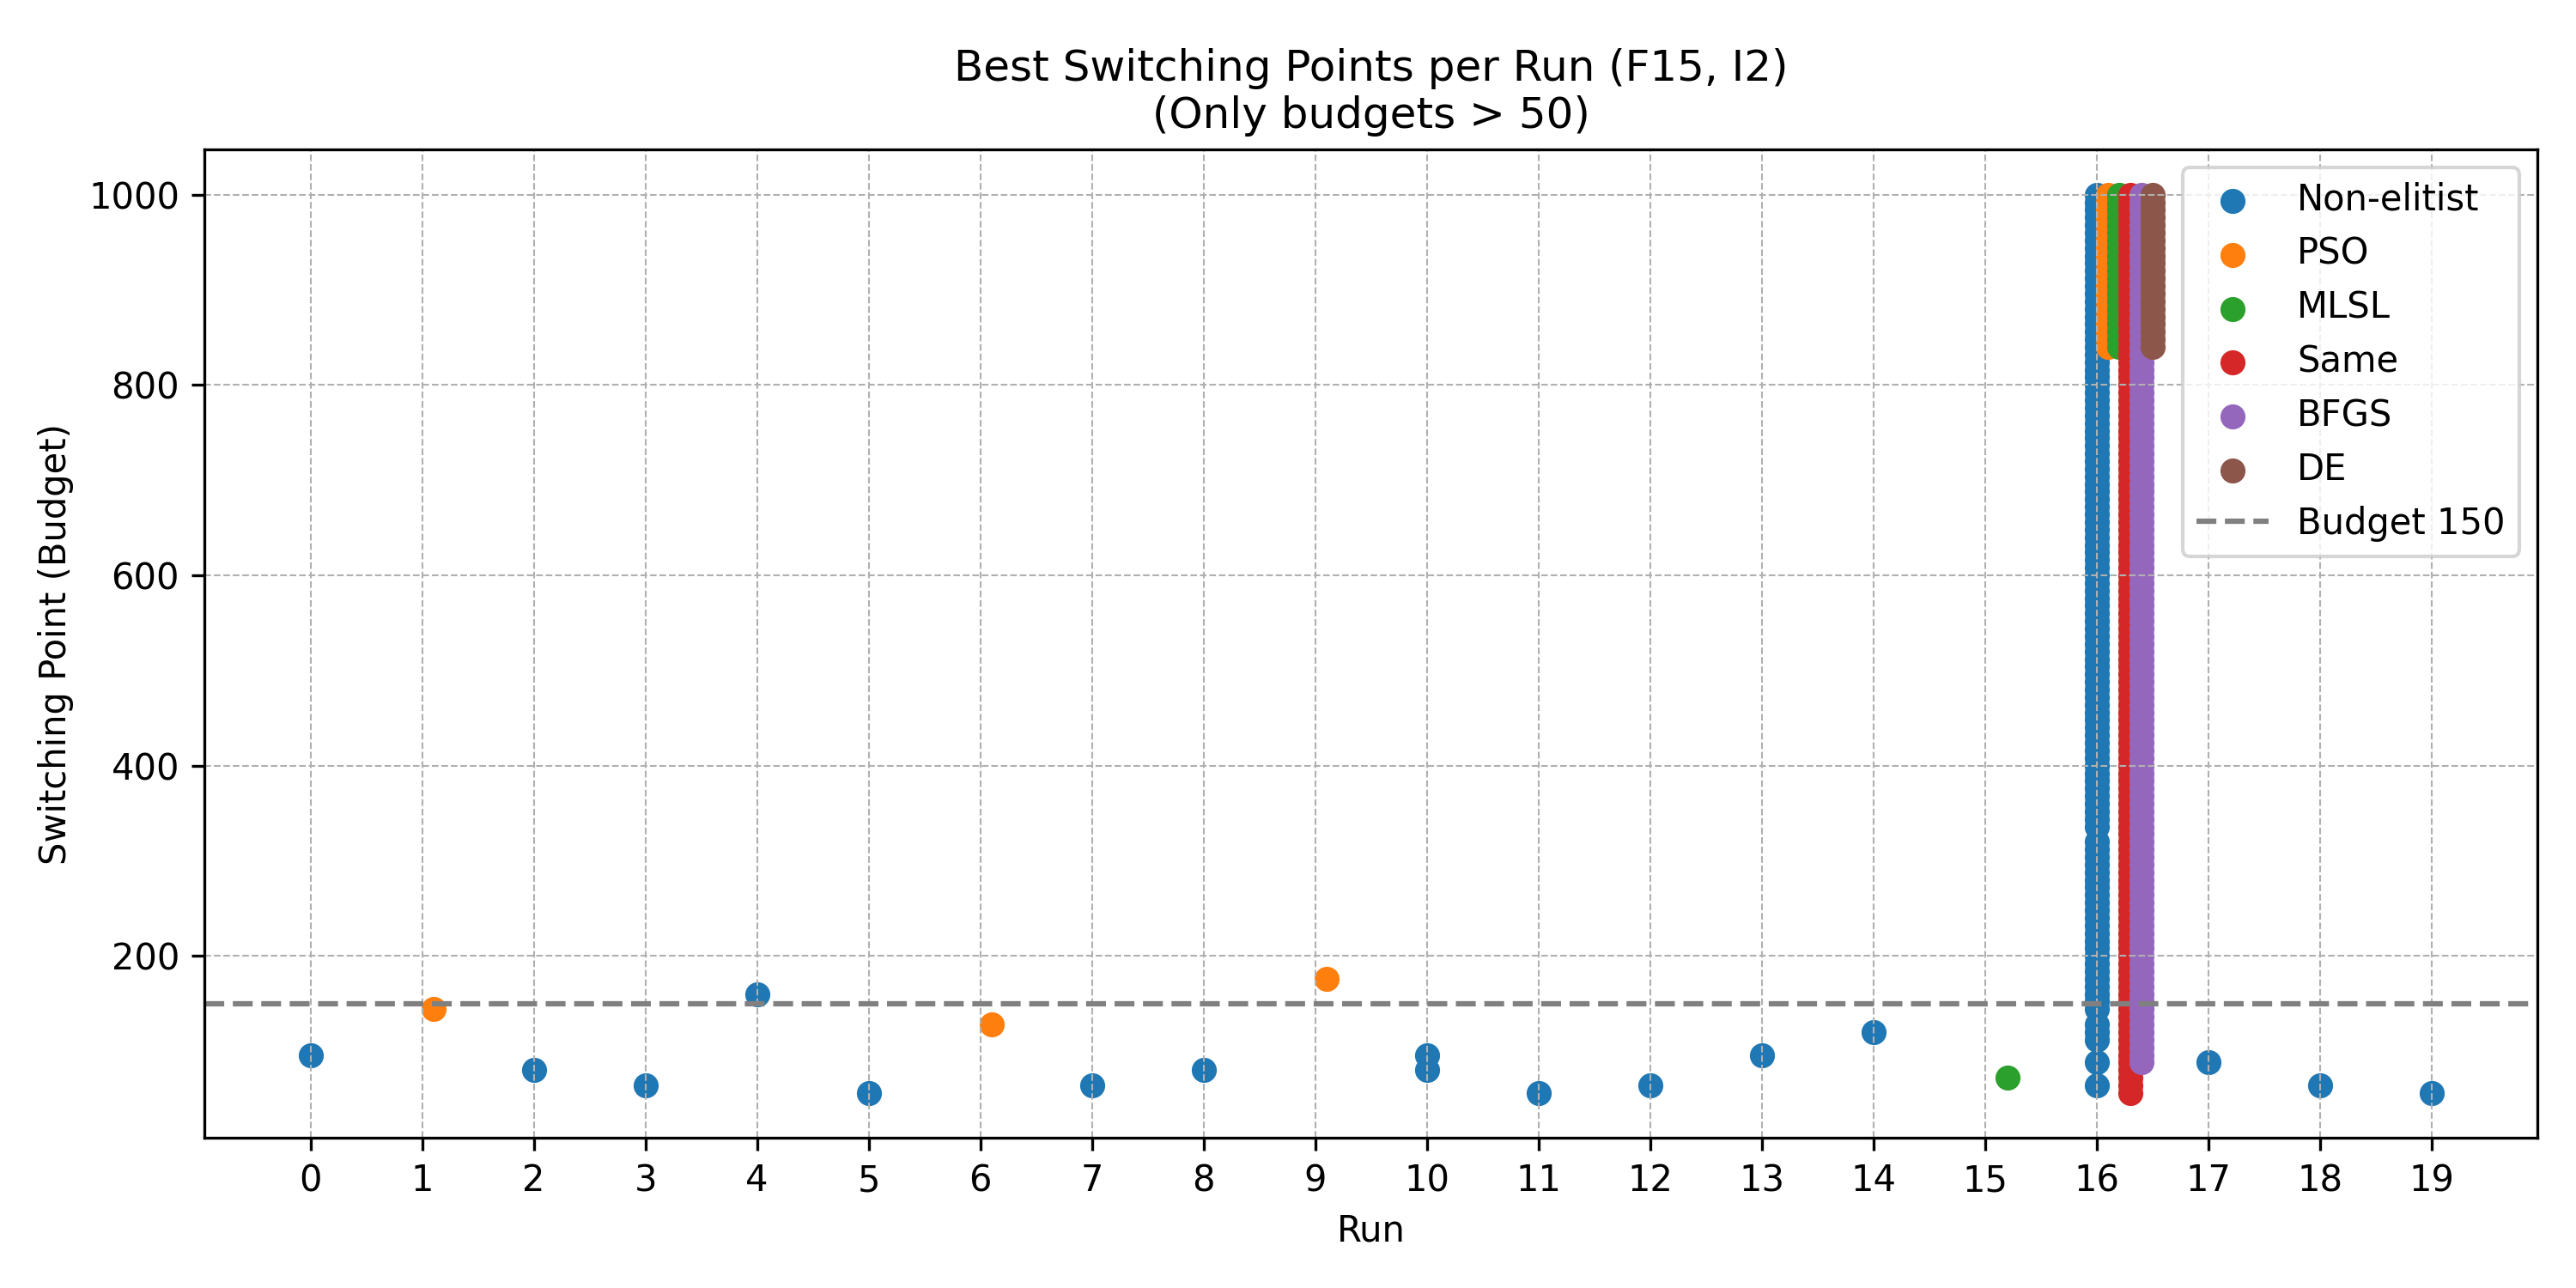 Best Switching Points per Run (F15, I2)
(Only budgets > 50)
Switching Point (Budget)
1000
800
600
400
200
Non-elitist
PSO
MLSL
Same
BFGS
DE
Budget 150
0 1 2 3 4 5 6 7 8 9 10 11 12 13 14 15 16 17 18 19
Run